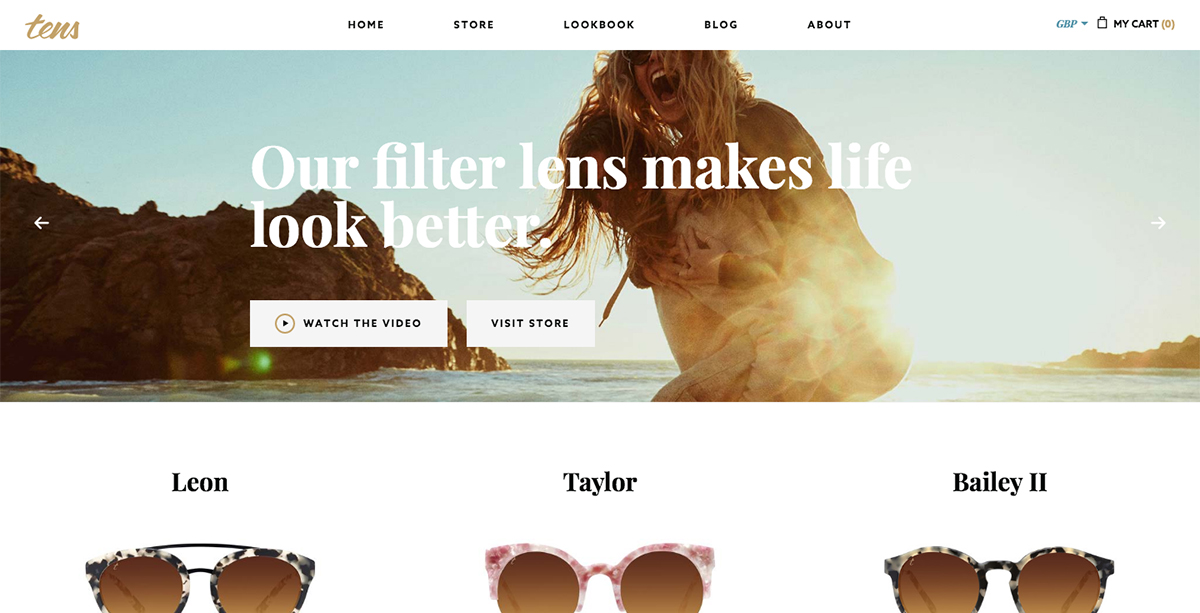 tens
HOME STORE LOOKBOOK BLOG ABOUT GBP MY CART (0)
Our filter lens makes life
look better.
WATCH THE VIDEO VISIT STORE
Leon Taylor Bailey II